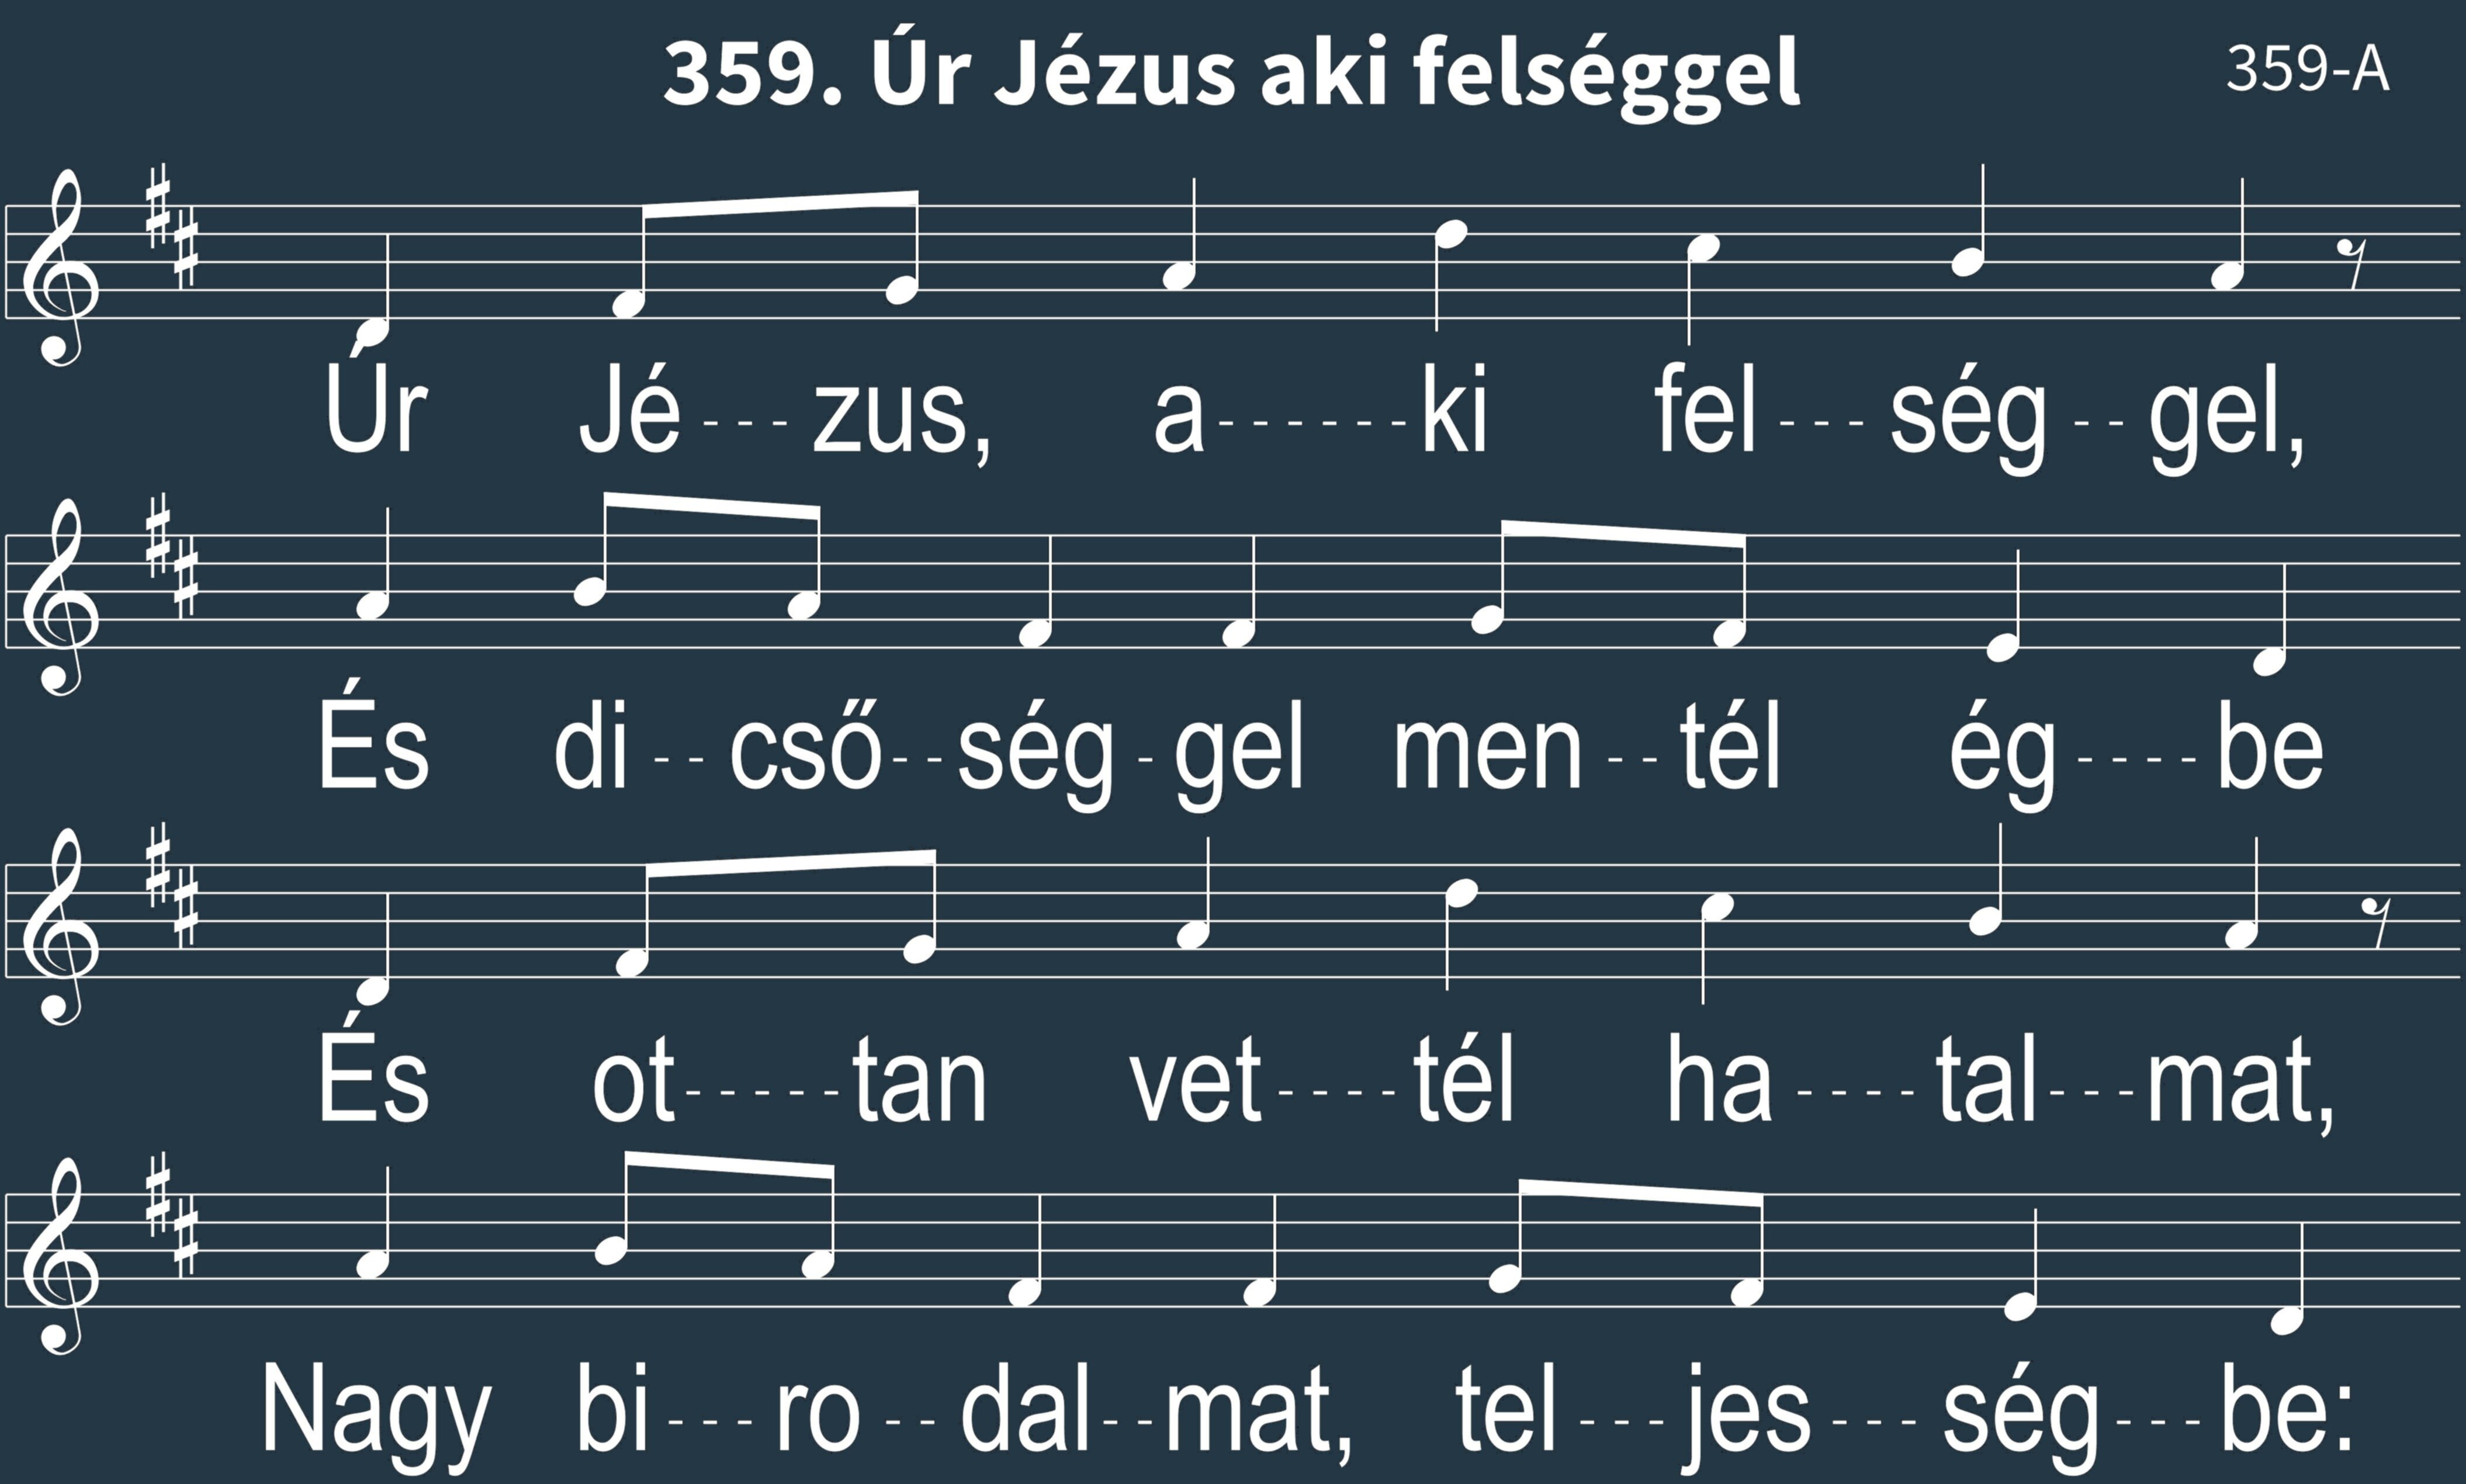 359. Úr Jézus aki felséggel
359-A
Úr Jé---zus, a------ki fel---ség--gel,
És di--cső--ség-gel men--tél ég----be
És ot-----tan vet----tél ha----tal---mat,
Nagy bi---ro--dal--mat, tel---jes---ség---be: